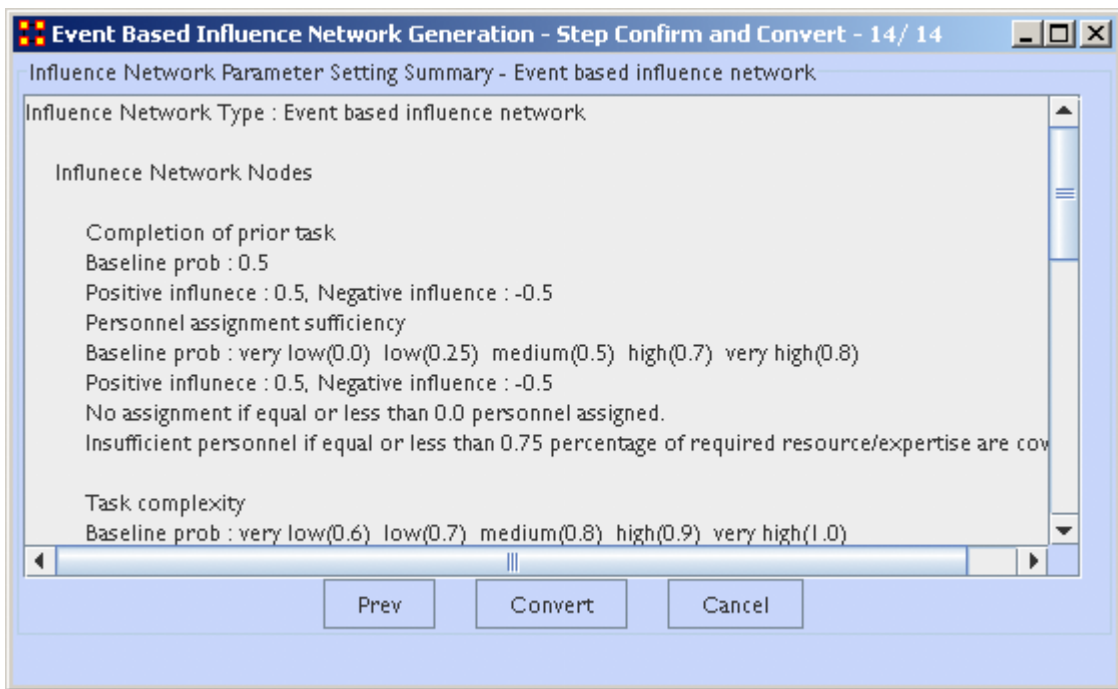 Event Based Influence Network Generation - Step Confirm and Convert - 14/ 14
Influence Network Parameter Setting Summary - Event based influence network
Influence Network Type : Event based influence network
Influnece Network Nodes
Completion of prior task
Baseline prob : 0.5
Positive influnece : 0.5, Negative influence : -0.5
Personnel assignment sufficiency
Baseline prob : very low(0.0) low(0.25) medium(0.5) high(0.7) very high(0.8)
Positive influnece : 0.5, Negative influence : -0.5
No assignment if equal or less than 0.0 personnel assigned.
Insufficient personnel if equal or less than 0.75 percentage of required resource/expertise are
Task complexity
Baseline prob : very low(0.6) low(0.7) medium(0.8) high(0.9) very high(1.0)
Prev Convert Cancel